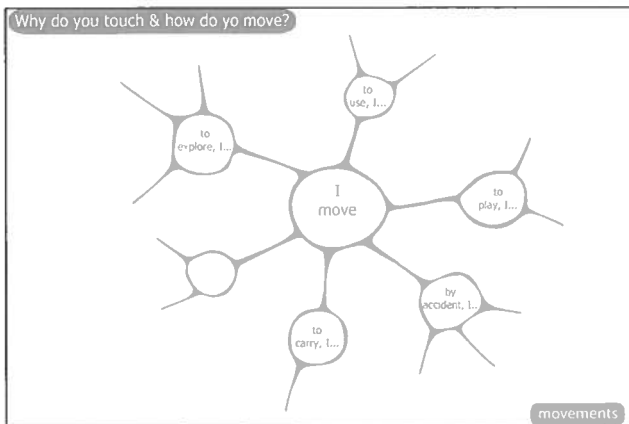 Why do you touch & how do yo move?
to
use, I...
to
explore, I...
I
move
to
play, I...
by
accident, I...
to
carry, I...
movements